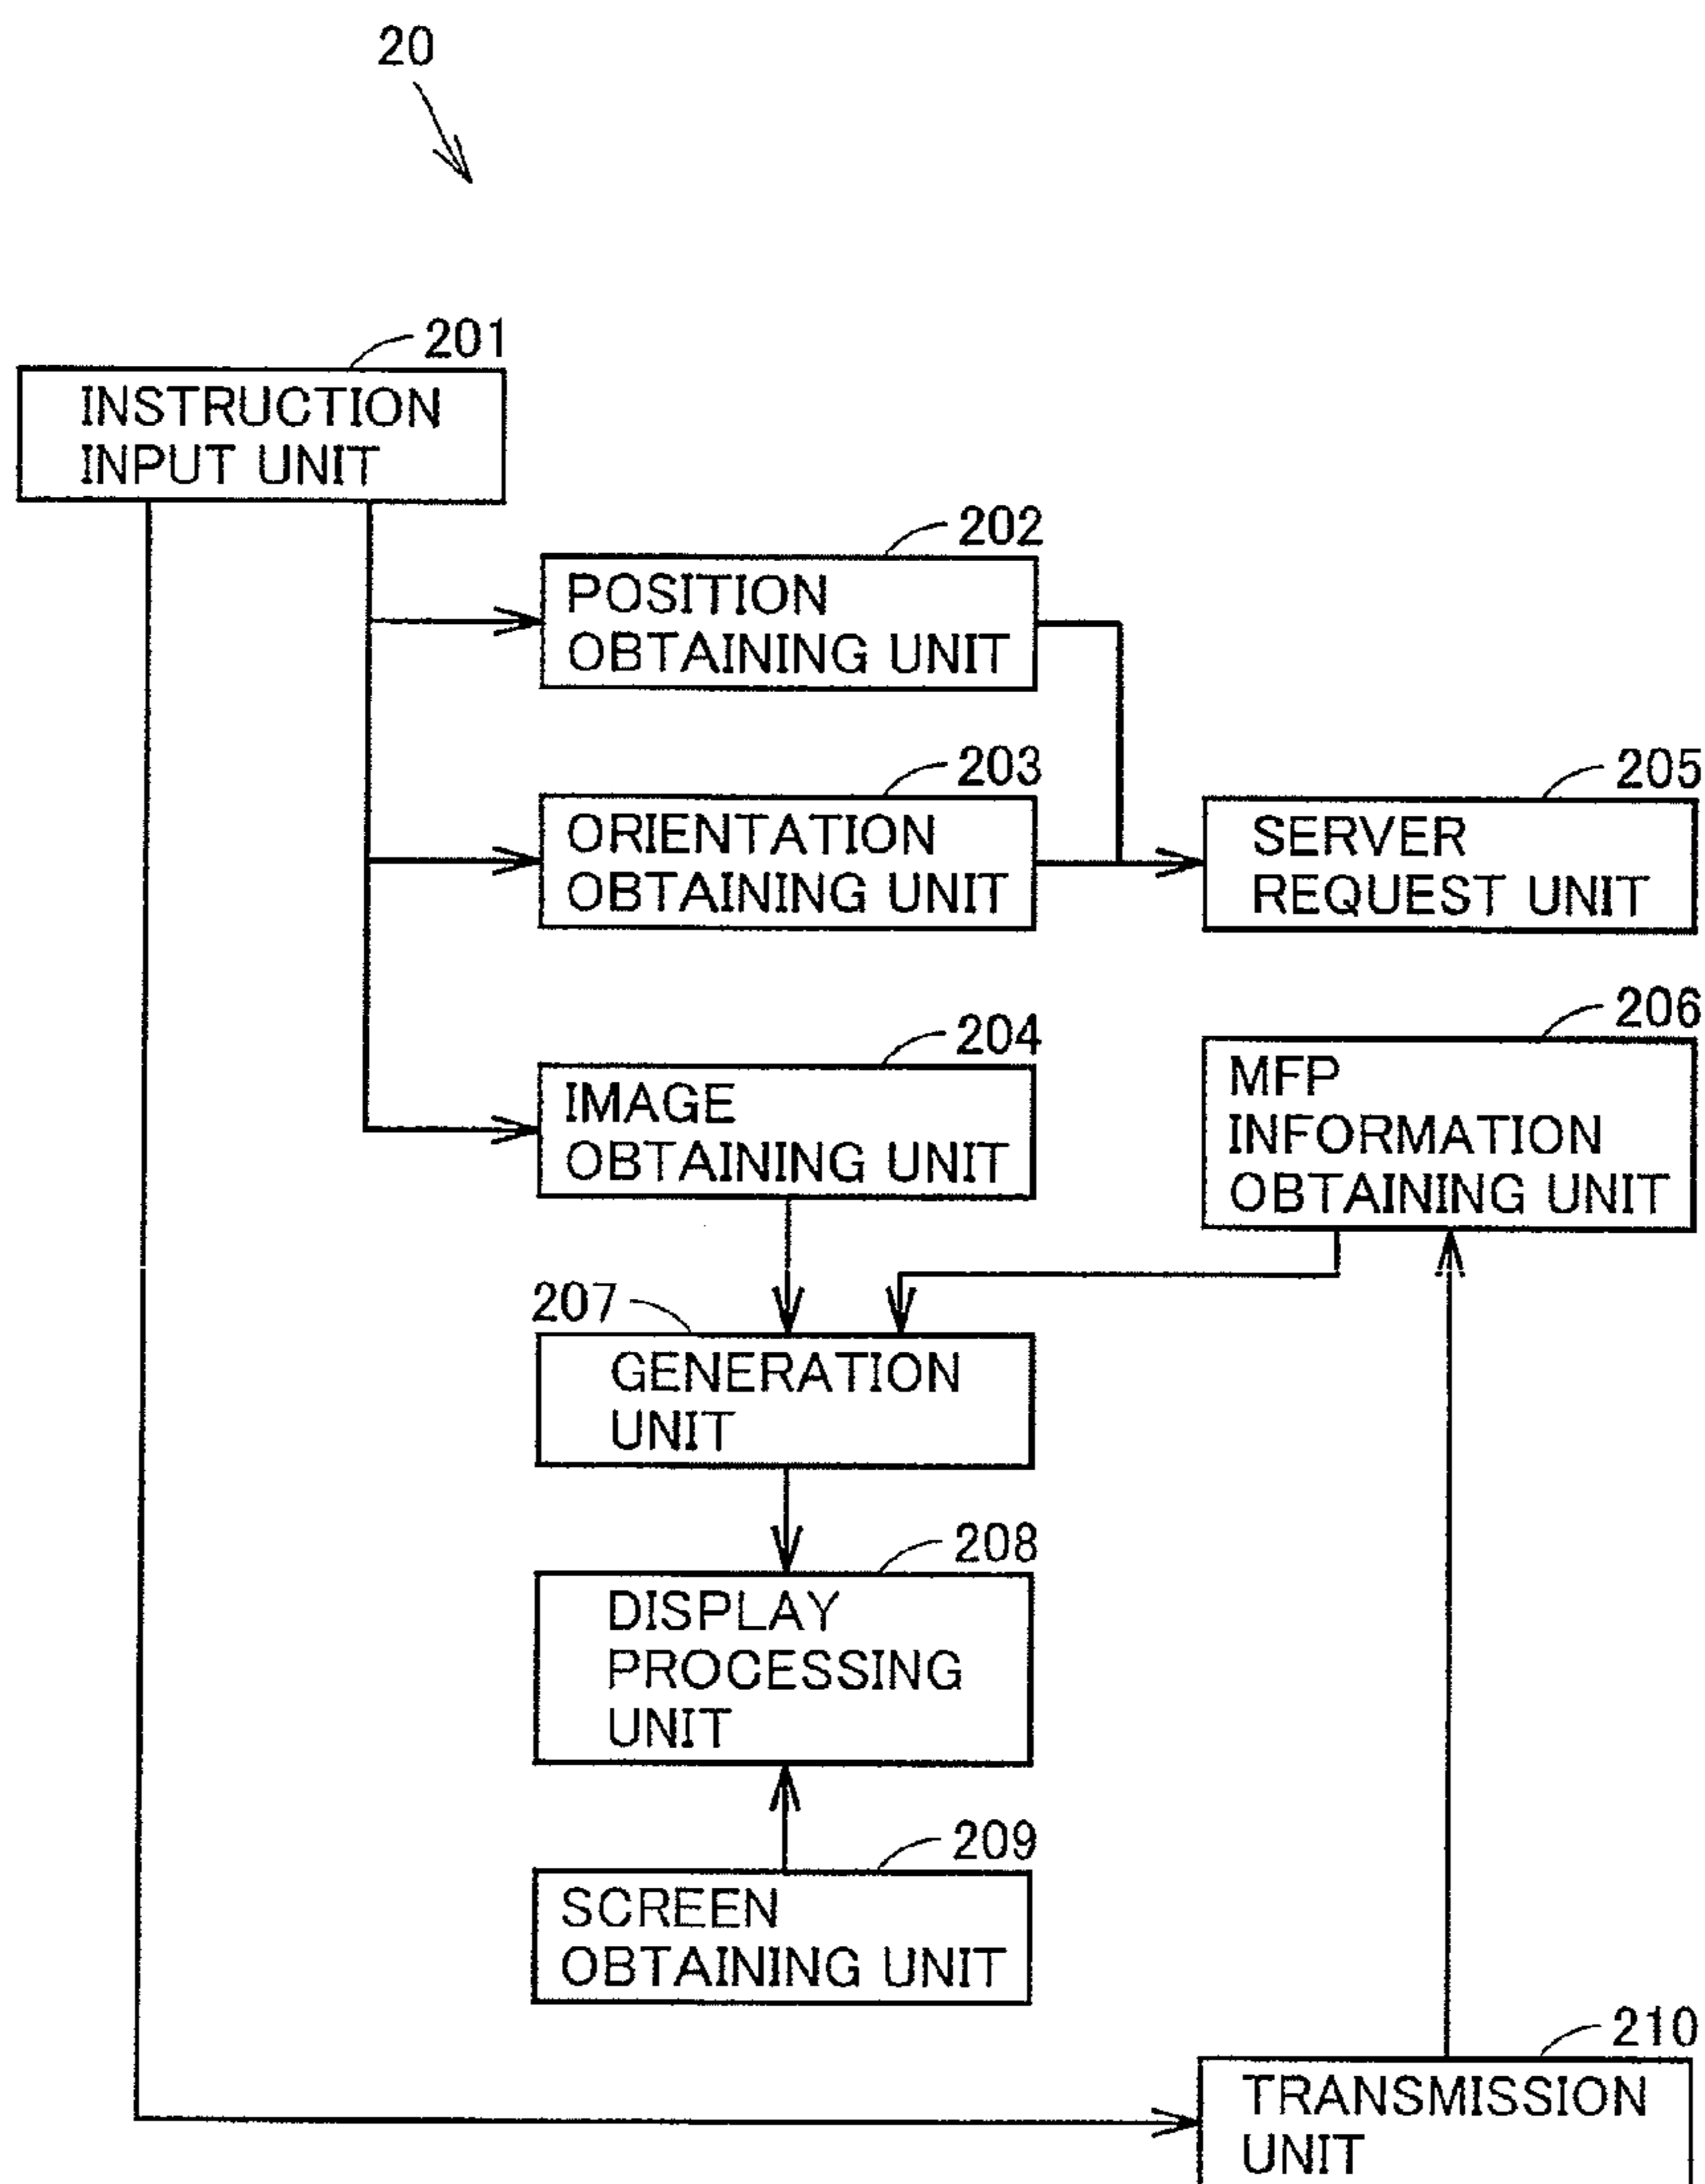 20
201
INSTRUCTION
INPUT UNIT
202
POSITION
OBTAINING UNIT
203
ORIENTATION
OBTAINING UNIT
205
SERVER
REQUEST UNIT
204
IMAGE
OBTAINING UNIT
206
MFP
INFORMATION
OBTAINING UNIT
207
GENERATION
UNIT
208
DISPLAY
PROCESSING
UNIT
209
SCREEN
OBTAINING UNIT
210
TRANSMISSION
UNIT